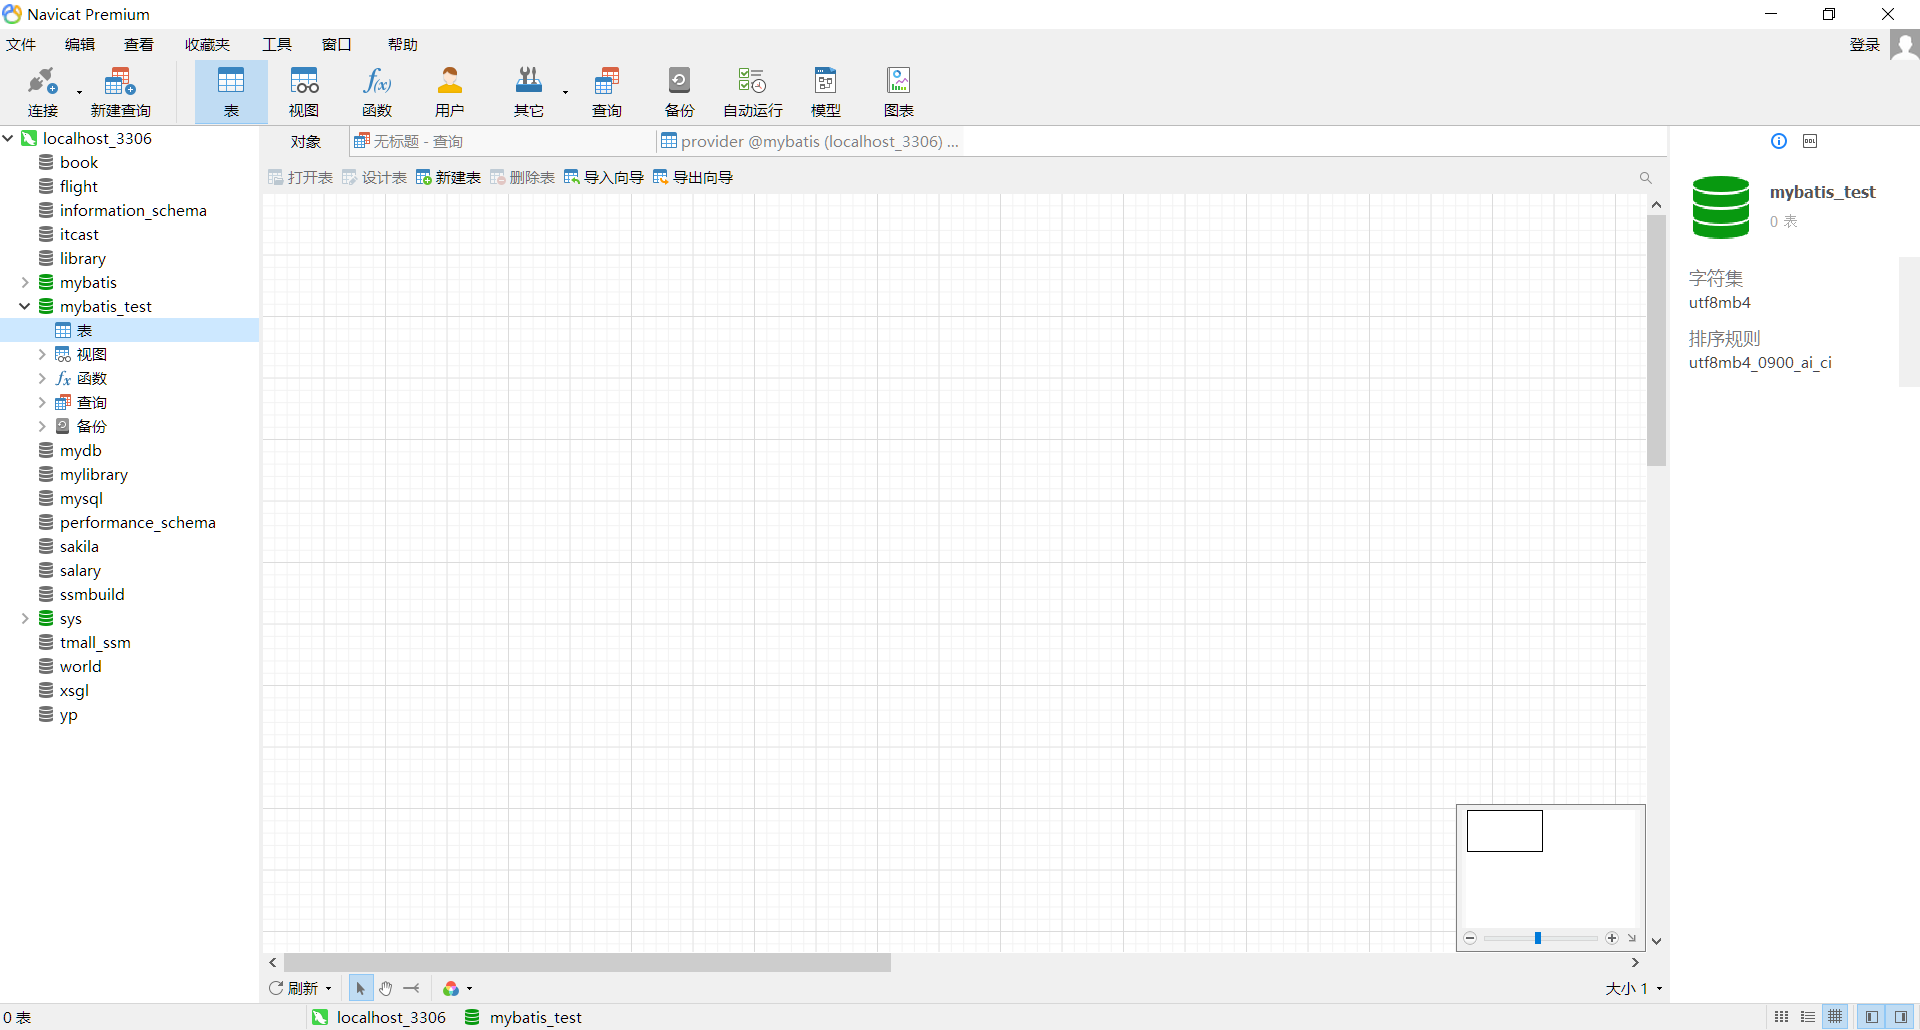 Navicat Premium
文件 编辑 查看 收藏夹 工具 窗口 帮助 登录
连接 新建查询 表 视图 函数 用户 其它 查询 备份 自动运行 模型 图表
对象 无标题 - 查询 provider @mybatis (localhost_3306) ...
打开表 设计表 新建表 删除表 导入向导 导出向导
localhost_3306
book
flight
information_schema
itcast
library
mybatis
mybatis_test
表
视图
函数
查询
备份
mydb
mylibrary
mysql
performance_schema
sakila
salary
ssmbuild
sys
tmall_ssm
world
xsgl
yp
DDL
mybatis_test
0 表
字符集
utf8mb4
排序规则
utf8mb4_0900_ai_ci
刷新 大小 1
0 表 localhost_3306 mybatis_test